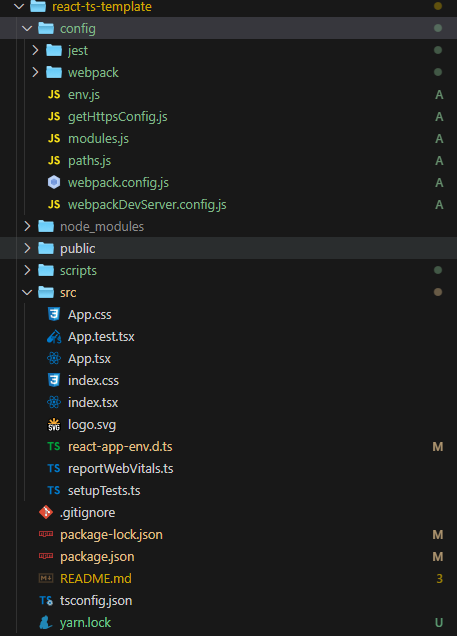 react-ts-template
config
jest
webpack
JS env.js A
JS getHttpsConfig.js A
JS modules.js A
JS paths.js A
webpack.config.js A
JS webpackDevServer.config.js A
node_modules
public
scripts
src
App.css
App.test.tsx
App.tsx
index.css
index.tsx
SVG logo.svg
TS react-app-env.d.ts M
TS reportWebVitals.ts
TS setupTests.ts
.gitignore
package-lock.json M
package.json M
README.md 3
TS tsconfig.json
yarn.lock U